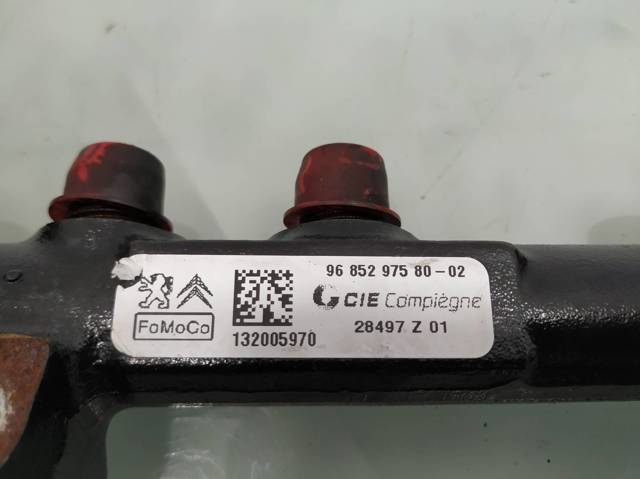 96 852 975 80-02
CIE Compiègne
28497 Z 01
FoMoCo
132005970